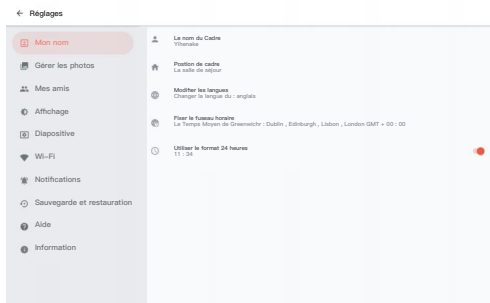 Réglages
Mon nom
Gérer les photos
Mes amis
Affichage
Diapositive
Wi-Fi
Notifications
Sauvegarde et restauration
Aide
Information
Le nom du Cadre
Yihenske
Postion de cadre
La salle de séjour
Modifier les langues
Changer la langue du : anglais
Fixer le fuseau horaire
Le Temps Moyen de Greenwichr : Dublin , Edinburgh , Lisbon , London GMT + 00 : 00
Utiliser le format 24 heures
11 : 34